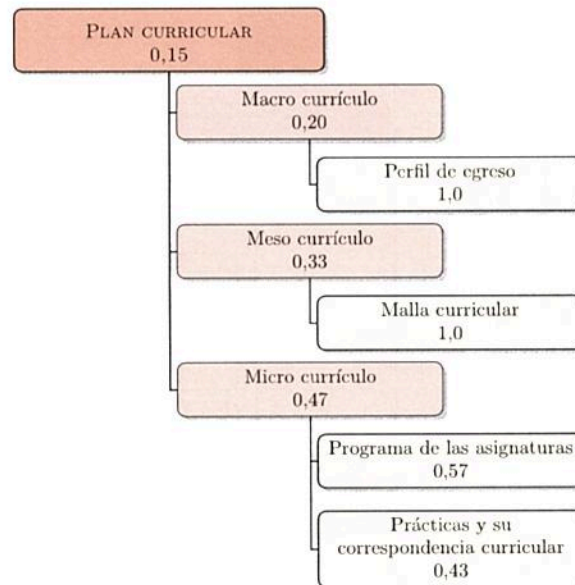 PLAN CURRICULAR
0,15
Macro currículo
0,20
Perfil de egreso
1,0
Meso currículo
0,33
Malla curricular
1,0
Micro currículo
0,47
Programa de las asignaturas
0,57
Prácticas y su
correspondencia curricular
0,43